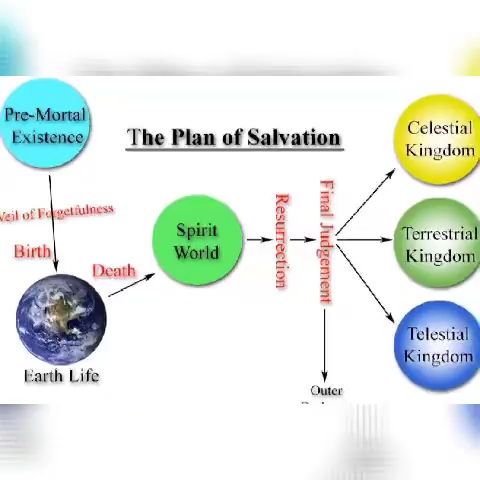 Pre-Mortal
Existence
The Plan of Salvation
Celestial
Kingdom
Veil of Forgetfulness
Birth
Death
Spirit
World
Resurrection
Final Judgement
Terrestrial
Kingdom
Telestial
Kingdom
Earth Life
Outer